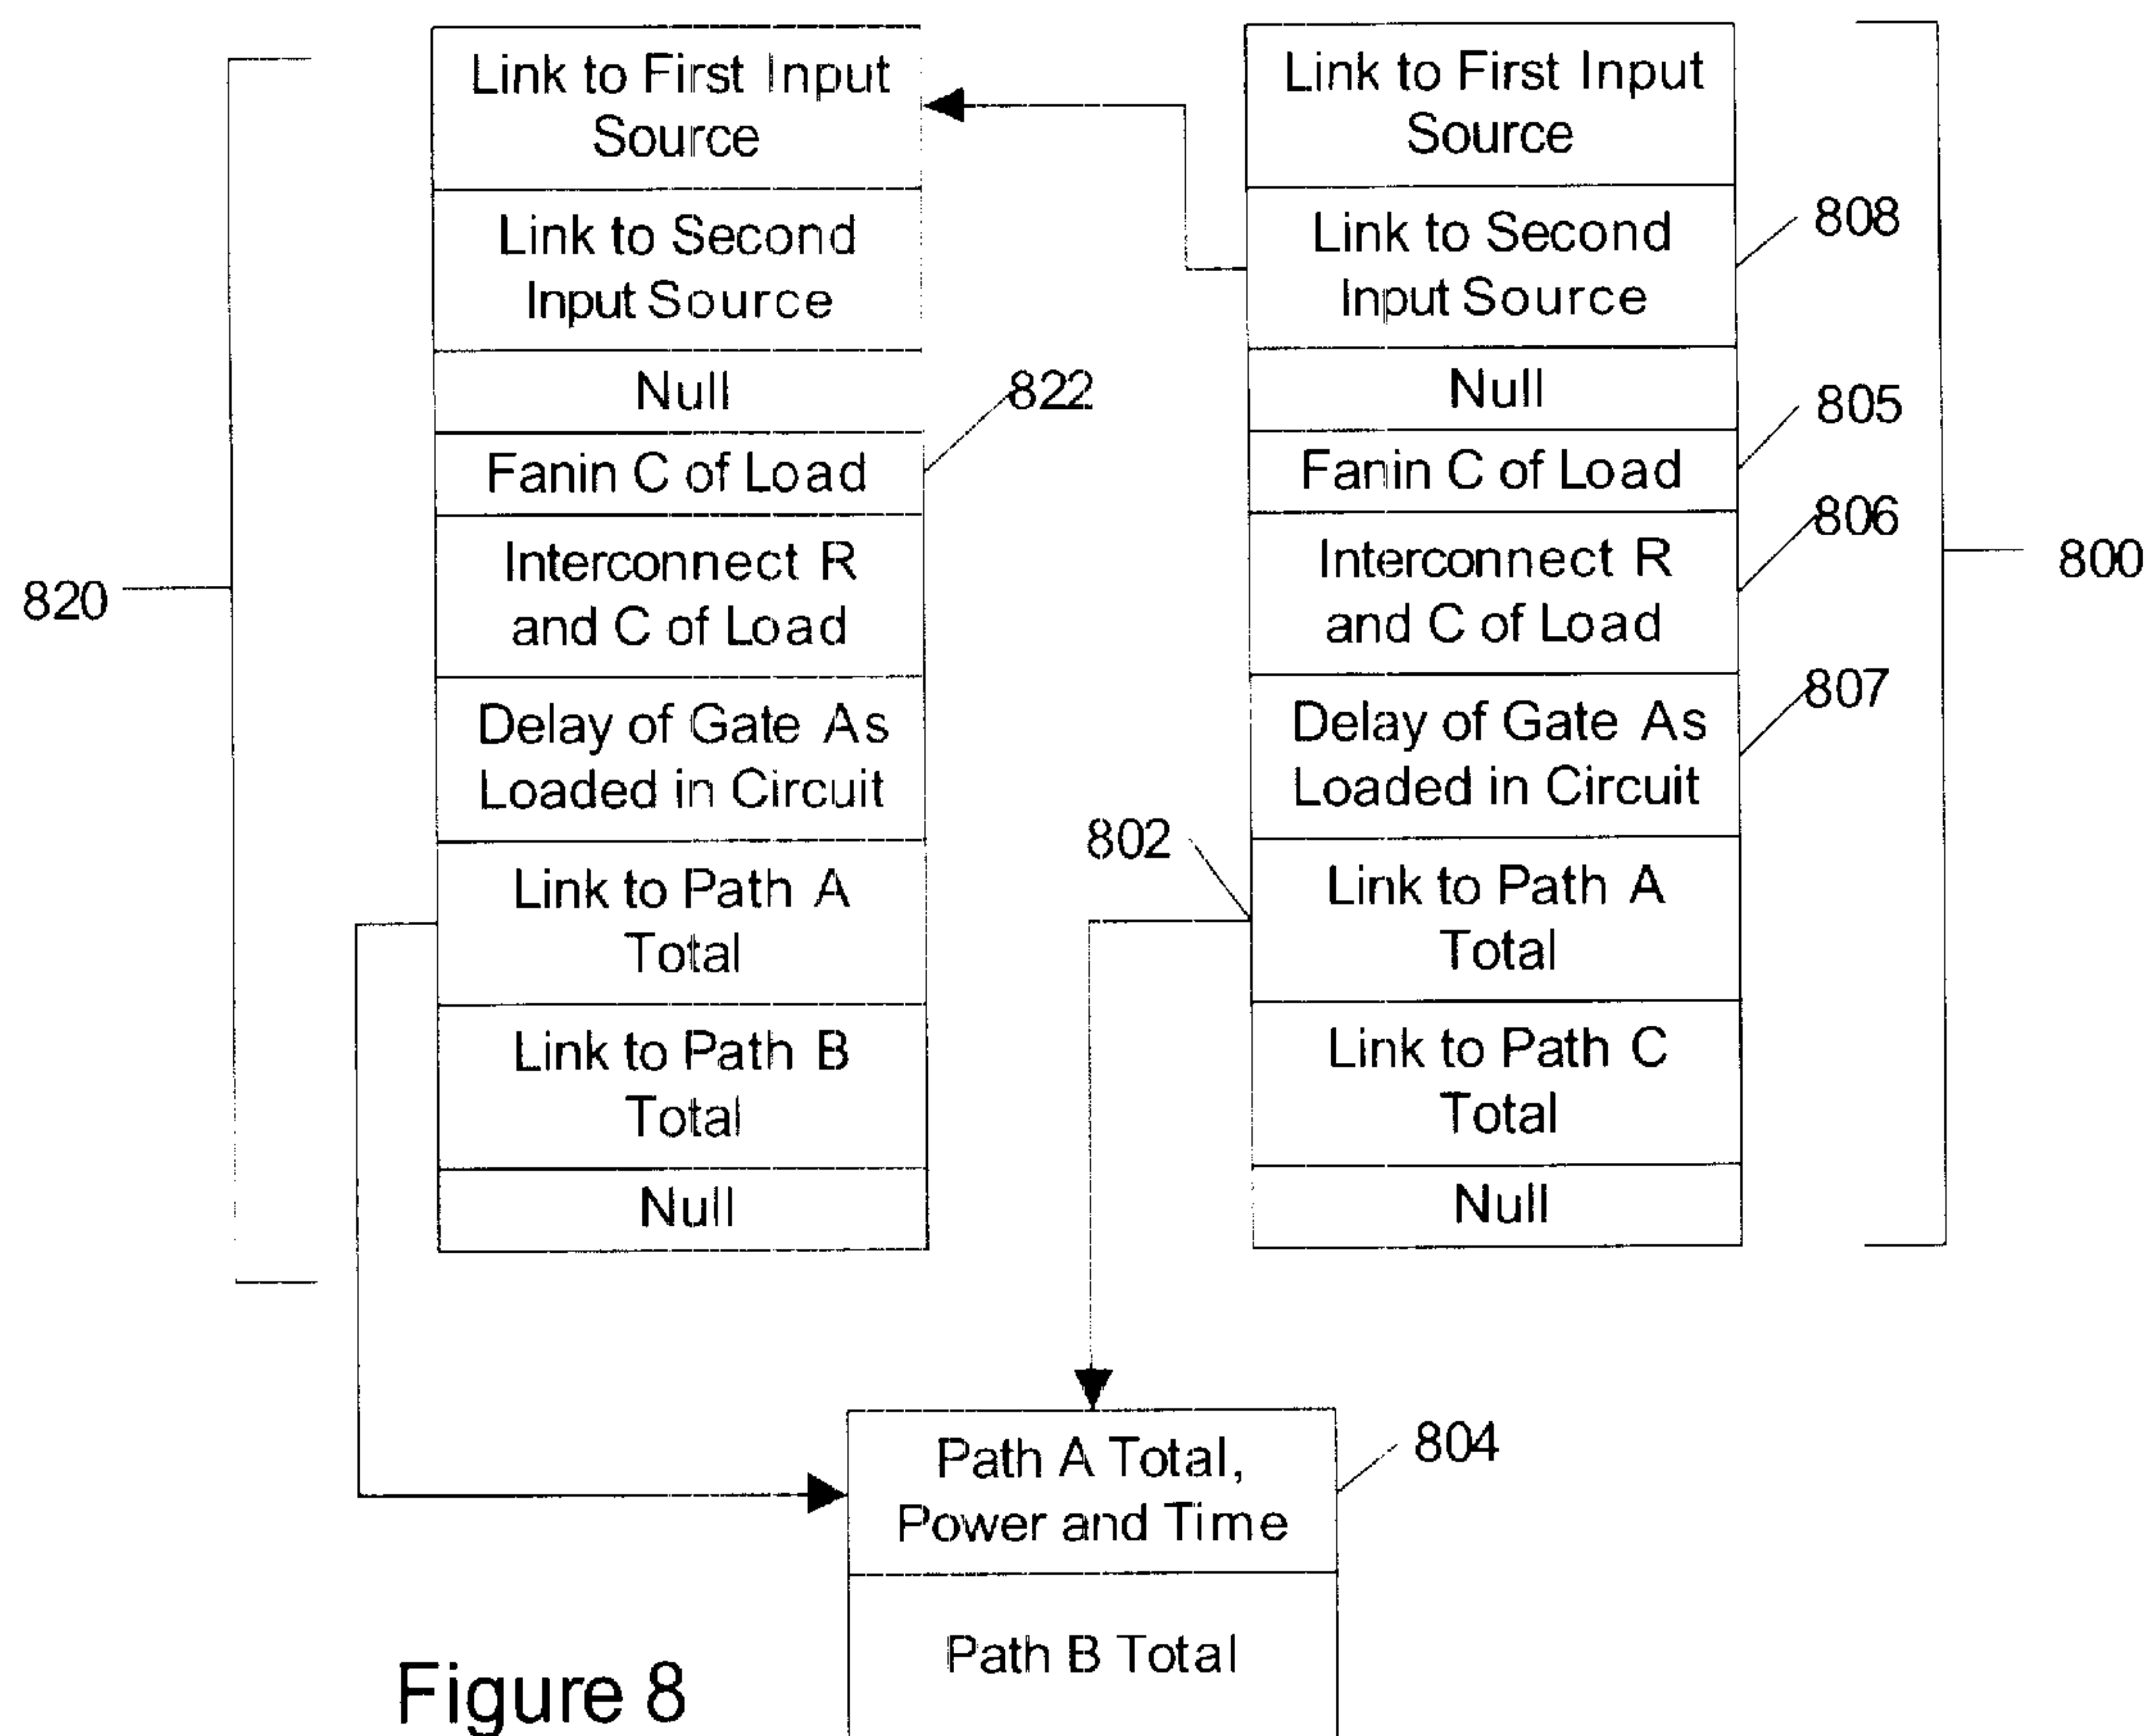 Link to First Input
Source
Link to Second
Input Source
Null
Fanin C of Load
Interconnect R
and C of Load
Delay of Gate As
Loaded in Circuit
Link to Path A
Total
Link to Path B
Total
Null
820
822
Link to First Input
Source
Link to Second
Input Source
Null
Fanin C of Load
Interconnect R
and C of Load
Delay of Gate As
Loaded in Circuit
Link to Path A
Total
Link to Path C
Total
Null
808
805
806
807
800
802
Path A Total,
Power and Time
Path B Total
804
Figure 8